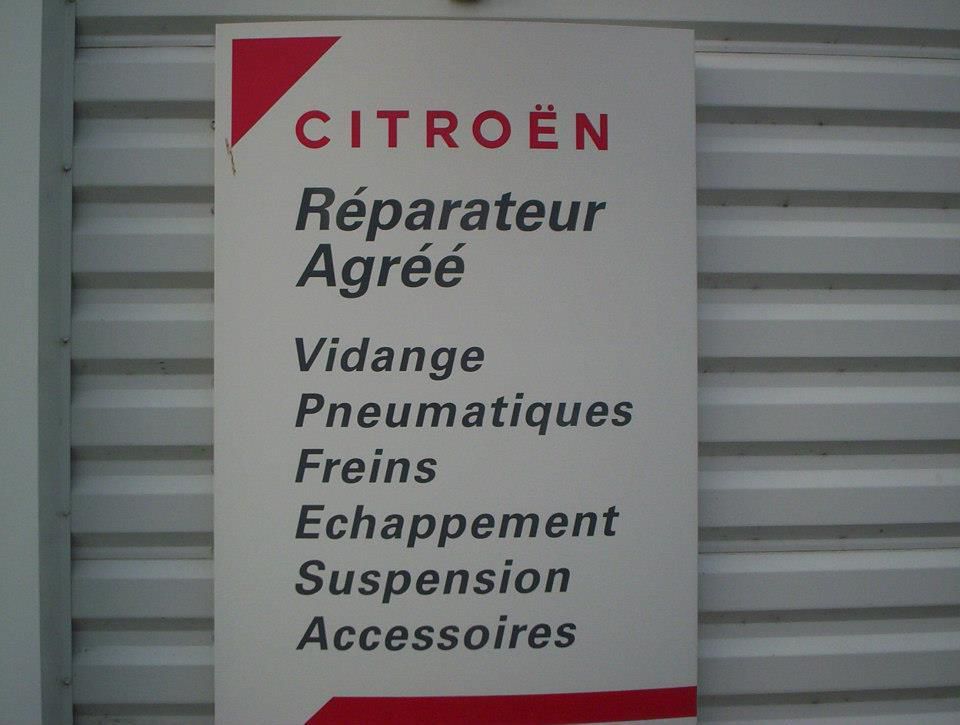 CITROËN
Réparateur
Agréé
Vidange
Pneumatiques
Freins
Echappement
Suspension
Accessoires